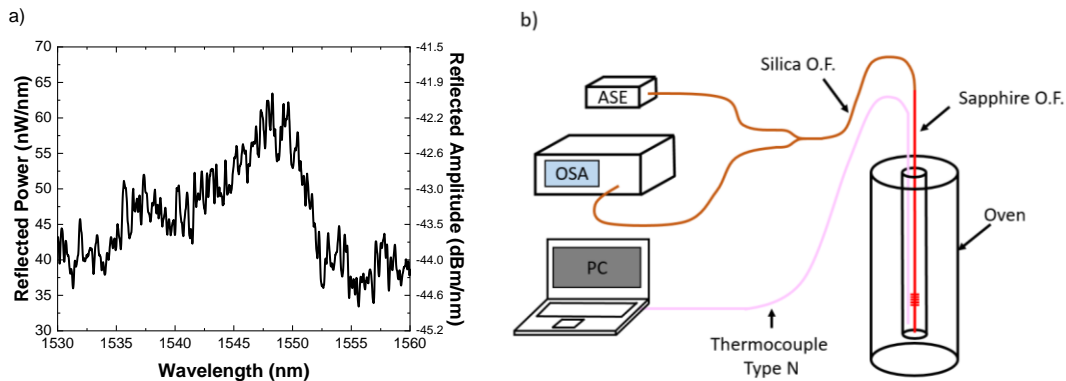 a)
70
65
60
55
50
45
40
35
30
Reflected Power (nW/nm)
1530 1535 1540 1545 1550 1555 1560
Wavelength (nm)
-41.5
-41.9
-42.2
-42.6
-43.0
-43.5
-44.0
-44.6
-45.2
Reflected Amplitude (dBm/nm)
b)
Silica O.F.
ASE
Sapphire O.F.
OSA
Oven
PC
Thermocouple
Type N